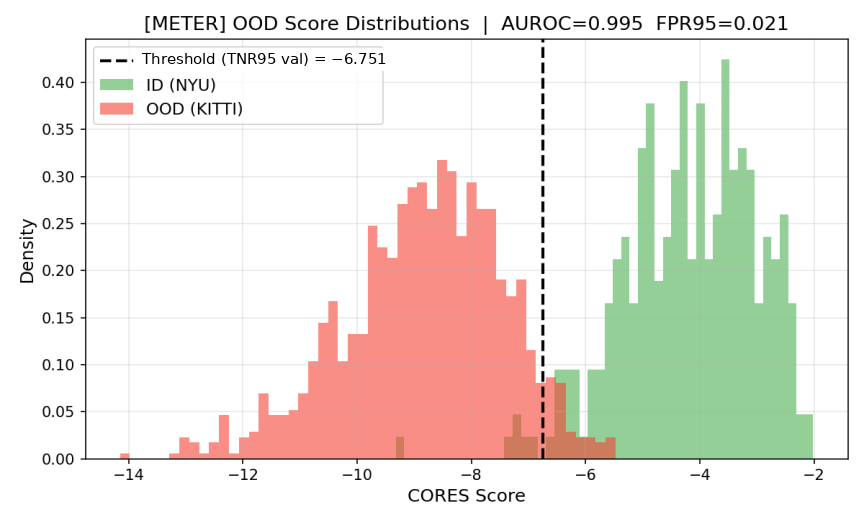 [METER] OOD Score Distributions | AUROC=0.995 FPR95=0.021
Threshold (TNR95 val) = −6.751
ID (NYU)
OOD (KITTI)
Density
0.40
0.35
0.30
0.25
0.20
0.15
0.10
0.05
0.00
−14
−12
−10
−8
−6
−4
−2
CORES Score